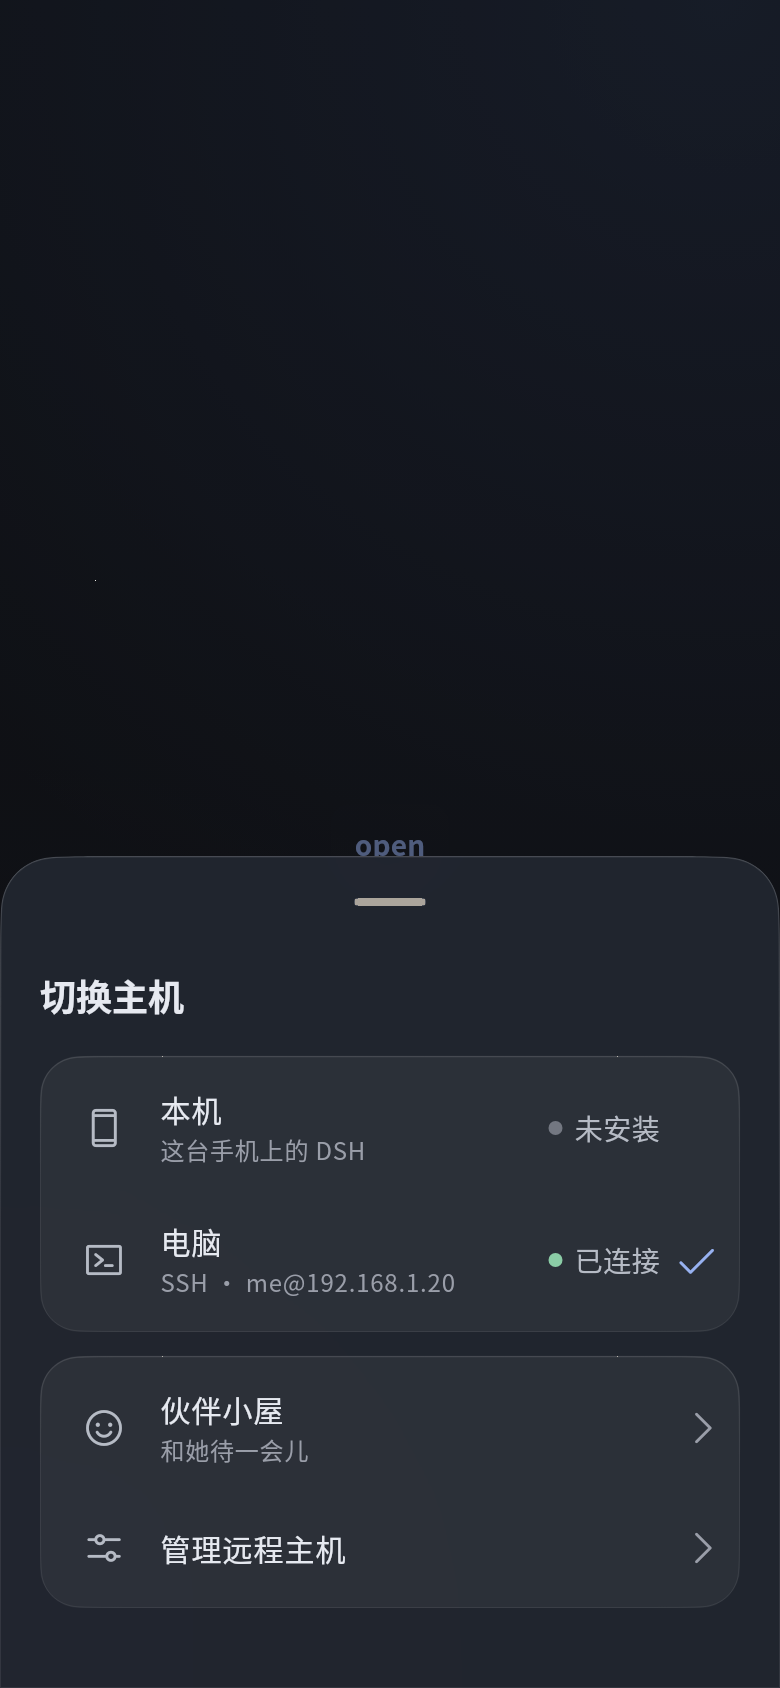 open
切换主机
本机
这台手机上的 DSH
未安装
电脑
SSH · me@192.168.1.20
已连接
伙伴小屋
和她待一会儿
管理远程主机